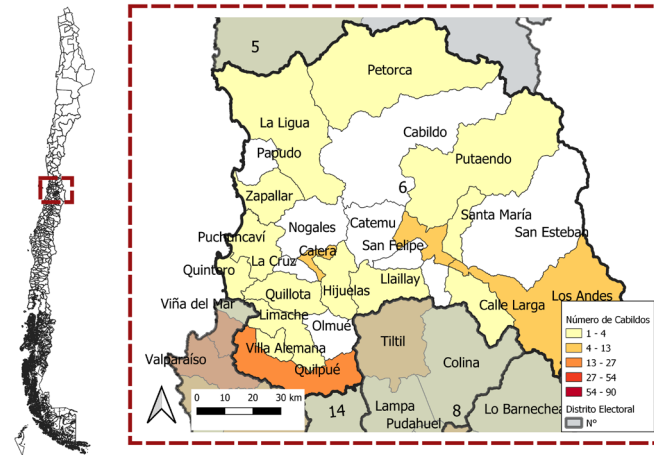 5
Petorca
La Ligua
Cabildo
Papudo
Putaendo
6
Zapallar
Santa María
Catemu
Nogales
San Esteban
Puchuncaví
San Felipe
Calera
La Cruz
Quintero
Llaillay
Quillota
Hijuelas
Los Andes
Viña del Mar
Calle Larga
Limache
Olmué
Tiltil
Villa Alemana
Valparaíso
Colina
Quilpué
14
Lampa
8
Lo Barnechea
Pudahuel
0 10 20 30 km
Número de Cabildos
1 - 4
4 - 13
13 - 27
27 - 54
54 - 90
Distrito Electoral
N°